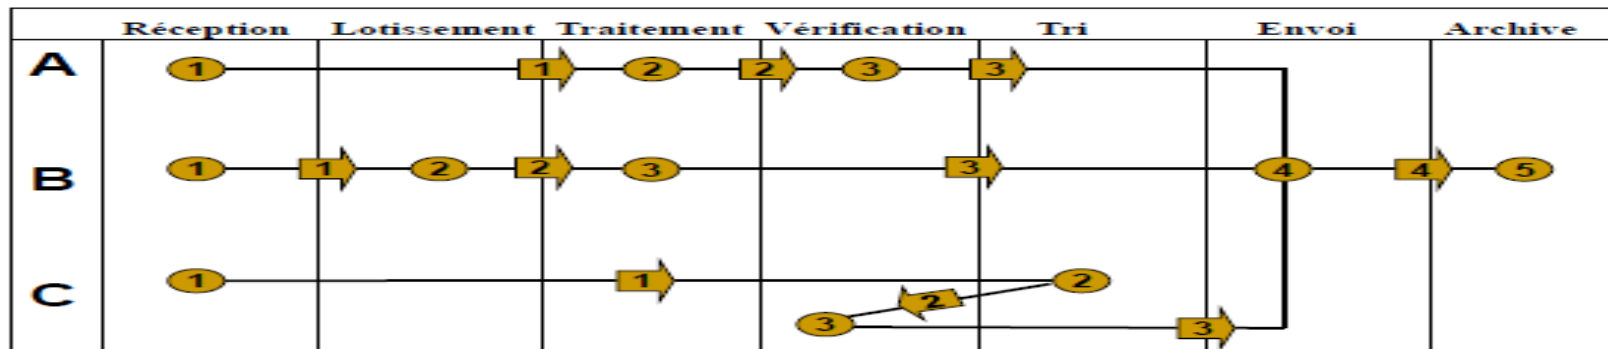 Réception Lotissement Traitement Vérification Tri Envoi Archive
A 1 1 2 2 3 3
B 1 1 2 2 3 3 4 4 5
C 1 1 2
2
3 3